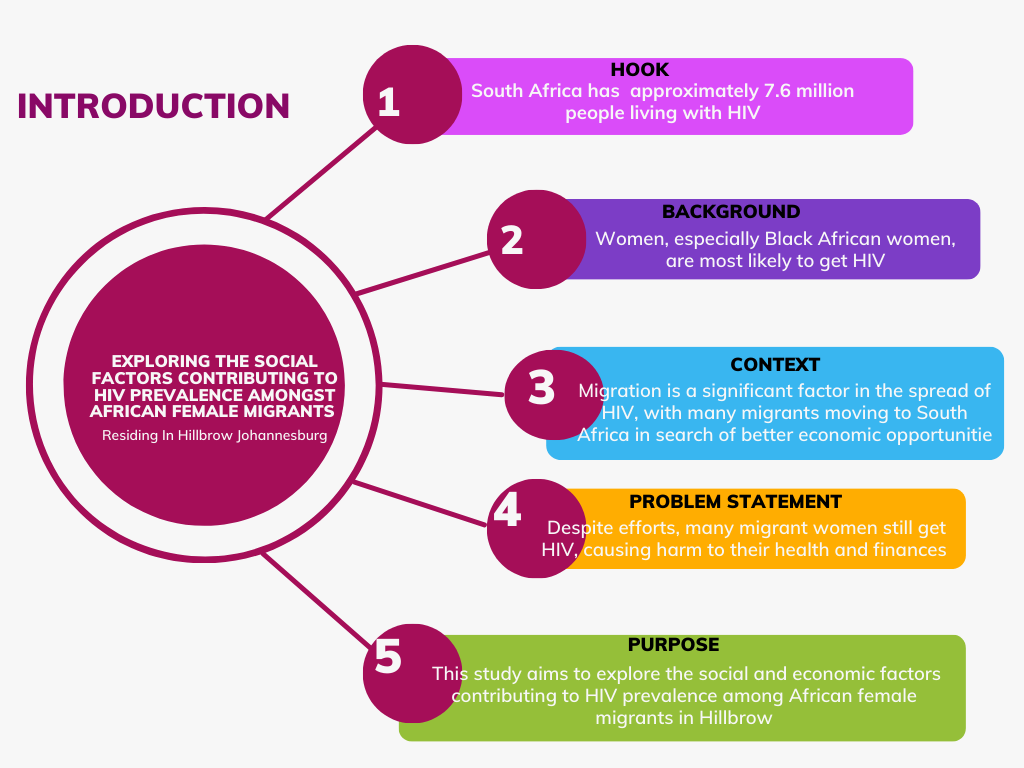 INTRODUCTION
1
HOOK
South Africa has  approximately 7.6 million
people living with HIV
2
BACKGROUND
Women, especially Black African women,
are most likely to get HIV
EXPLORING THE SOCIAL
FACTORS CONTRIBUTING TO
HIV PREVALENCE AMONGST
AFRICAN FEMALE MIGRANTS
Residing In Hillbrow Johannesburg
3
CONTEXT
Migration is a significant factor in the spread of
HIV, with many migrants moving to South
Africa in search of better economic opportunitie
4
PROBLEM STATEMENT
Despite efforts, many migrant women still get
HIV, causing harm to their health and finances
5
PURPOSE
This study aims to explore the social and economic factors
contributing to HIV prevalence among African female
migrants in Hillbrow